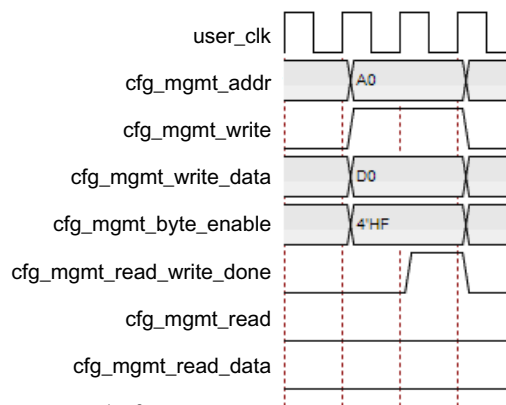 user_clk
cfg_mgmt_addr A0
cfg_mgmt_write
cfg_mgmt_write_data D0
cfg_mgmt_byte_enable 4'HF
cfg_mgmt_read_write_done
cfg_mgmt_read
cfg_mgmt_read_data